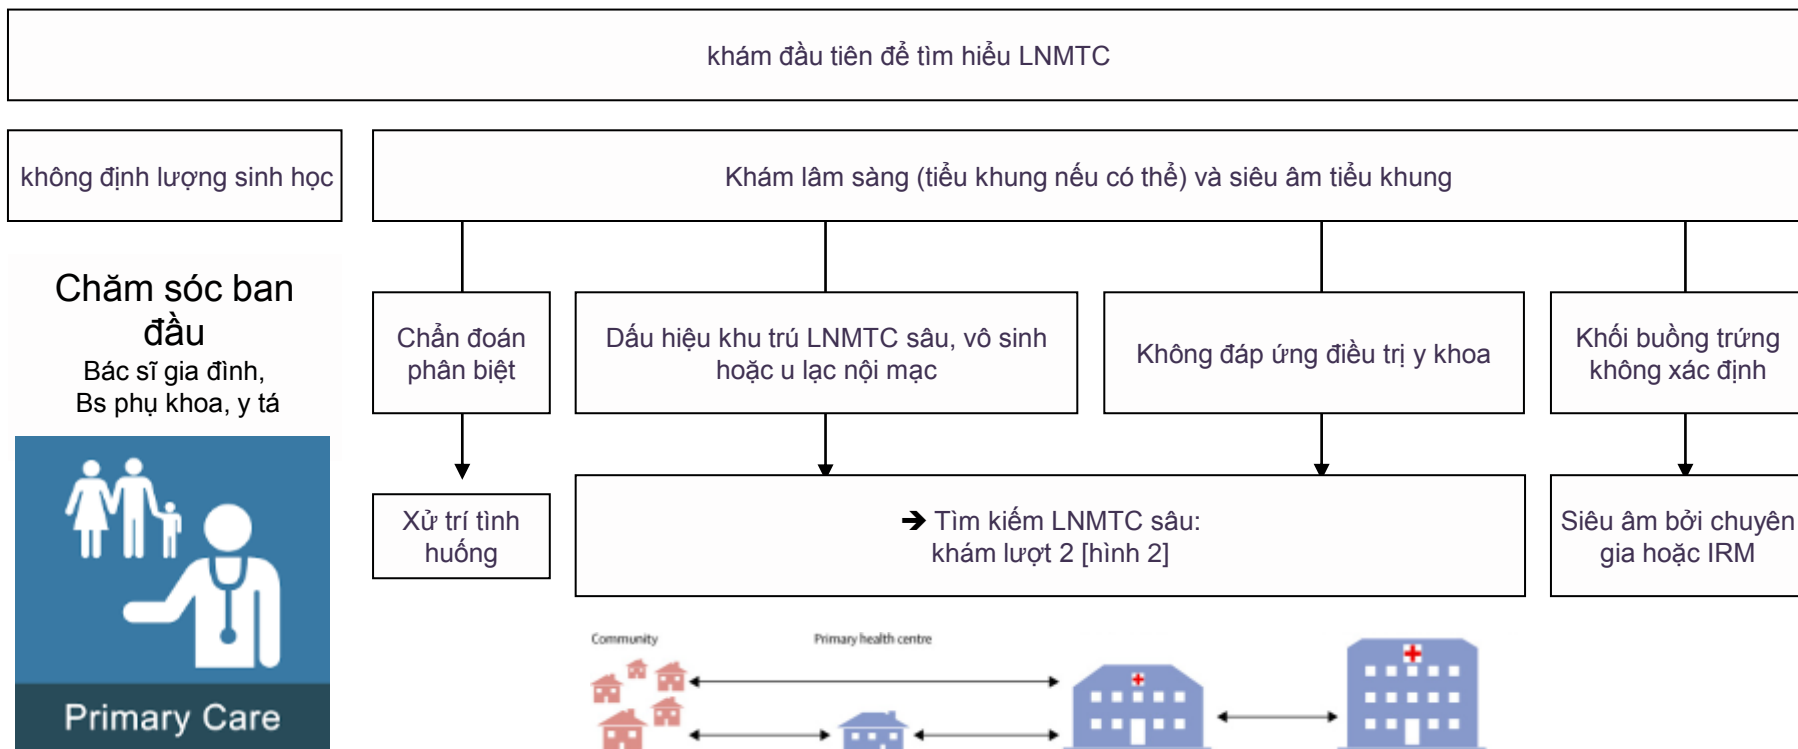 khám đầu tiên để tìm hiểu LNMTC
không định lượng sinh học
Khám lâm sàng (tiểu khung nếu có thể) và siêu âm tiểu khung
Chăm sóc ban
đầu
Bác sĩ gia đình,
Bs phụ khoa, y tá
Chẩn đoán
phân biệt
Dấu hiệu khu trú LNMTC sâu, vô sinh
hoặc u lạc nội mạc
Không đáp ứng điều trị y khoa
Khối buồng trứng
không xác định
Xử trí tình
huống
➔ Tìm kiếm LNMTC sâu:
khám lượt 2 [hình 2]
Siêu âm bởi chuyên
gia hoặc IRM
Primary Care
Community
Primary health centre